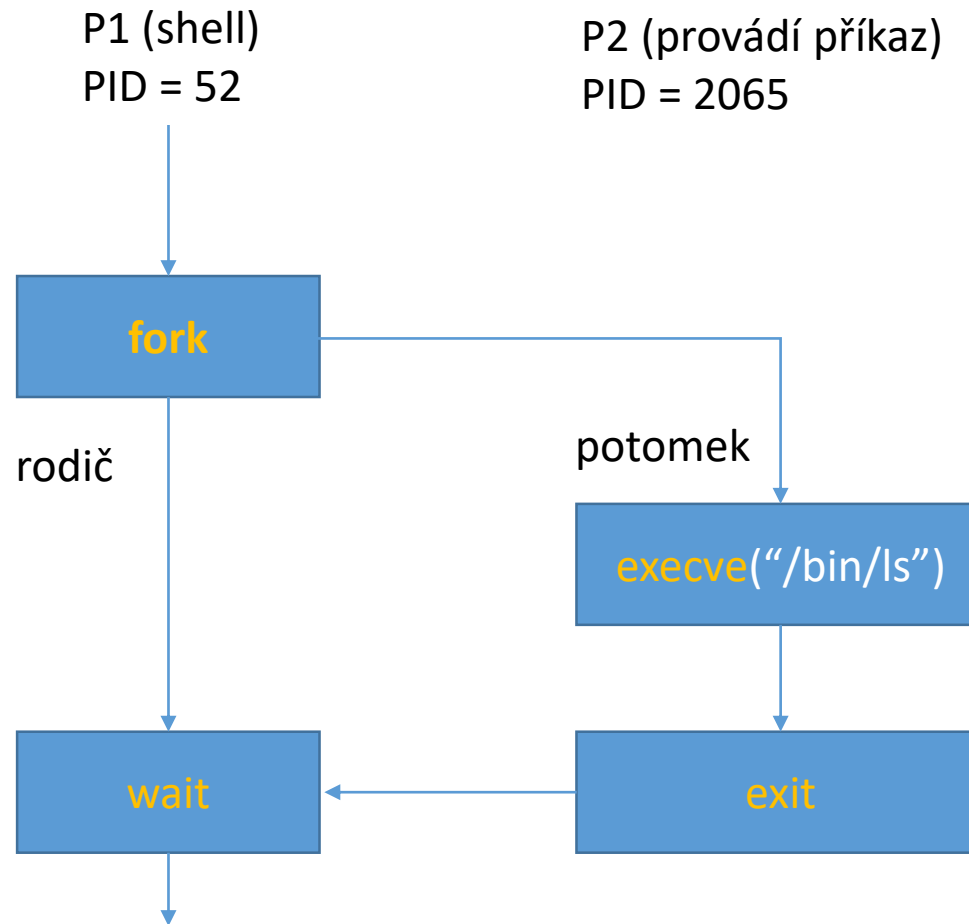 P1 (shell)
PID = 52
P2 (provádí příkaz)
PID = 2065
fork
rodič
potomek
execve(“/bin/ls”)
wait
exit